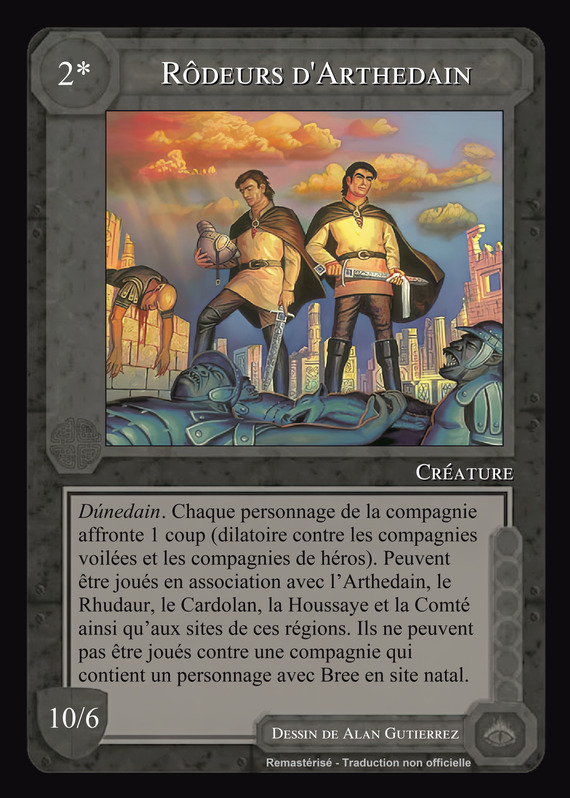 2*
RÔDEURS D'ARTHEDAIN
CRÉATURE
Dúnedain. Chaque personnage de la compagnie
affronte 1 coup (dilatoire contre les compagnies
voilées et les compagnies de héros). Peuvent
être joués en association avec l’Arthedain, le
Rhudaur, le Cardolan, la Houssaye et la Comté
ainsi qu’aux sites de ces régions. Ils ne peuvent
pas être joués contre une compagnie qui
contient un personnage avec Bree en site natal.
10/6
DESSIN DE ALAN GUTIERREZ
Remastérisé - Traduction non officielle